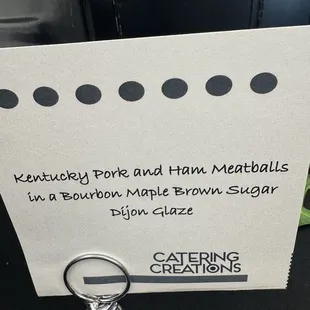 Kentucky Pork and Ham Meatballs
in a Bourbon Maple Brown Sugar
Dijon Glaze
CATERING
CREATIONS